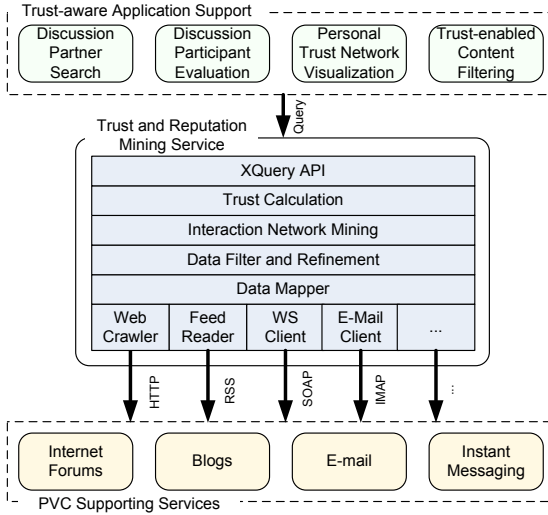 Trust-aware Application Support
Discussion
Partner
Search
Discussion
Participant
Evaluation
Personal
Trust Network
Visualization
Trust-enabled
Content
Filtering
Query
Trust and Reputation
Mining Service
XQuery API
Trust Calculation
Interaction Network Mining
Data Filter and Refinement
Data Mapper
Web
Crawler
Feed
Reader
WS
Client
E-Mail
Client
...
HTTP
RSS
SOAP
IMAP
...
Internet
Forums
Blogs
E-mail
Instant
Messaging
PVC Supporting Services